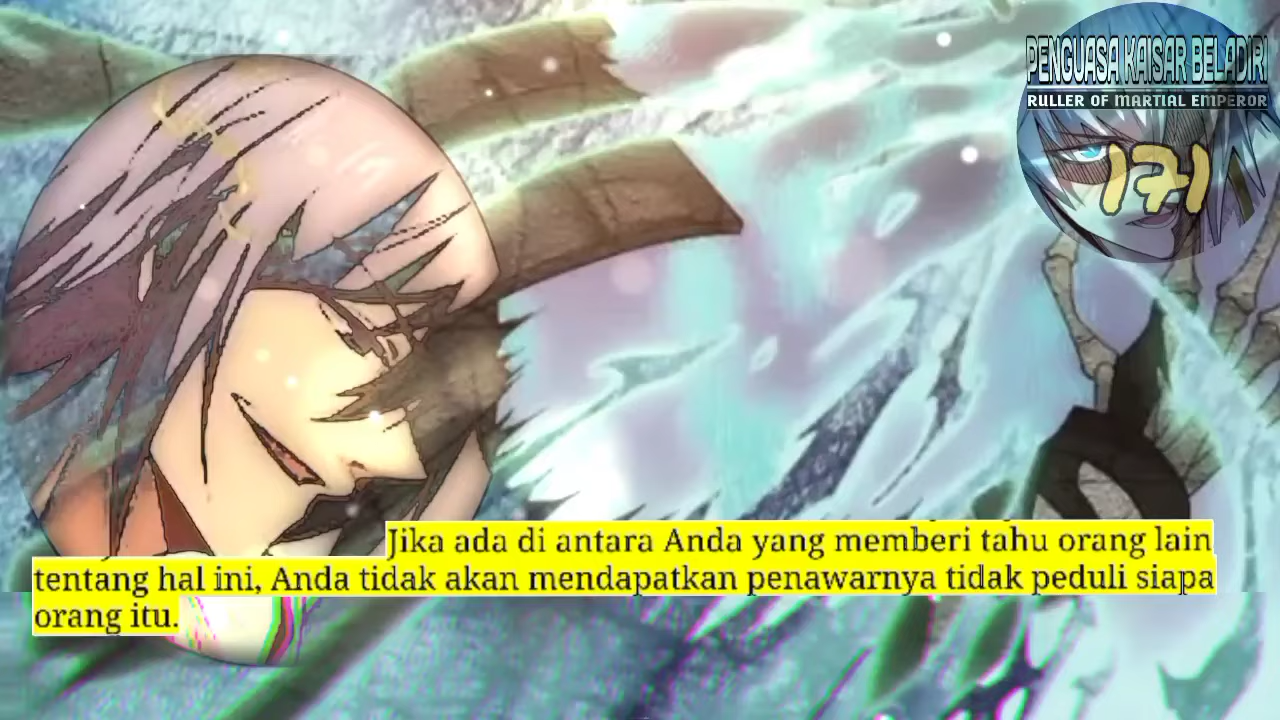 PENGUASA KAISAR BELADIRI
RULLER OF MARTIAL EMPEROR
171
Jika ada di antara Anda yang memberi tahu orang lain
tentang hal ini, Anda tidak akan mendapatkan penawarnya tidak peduli siapa
orang itu.